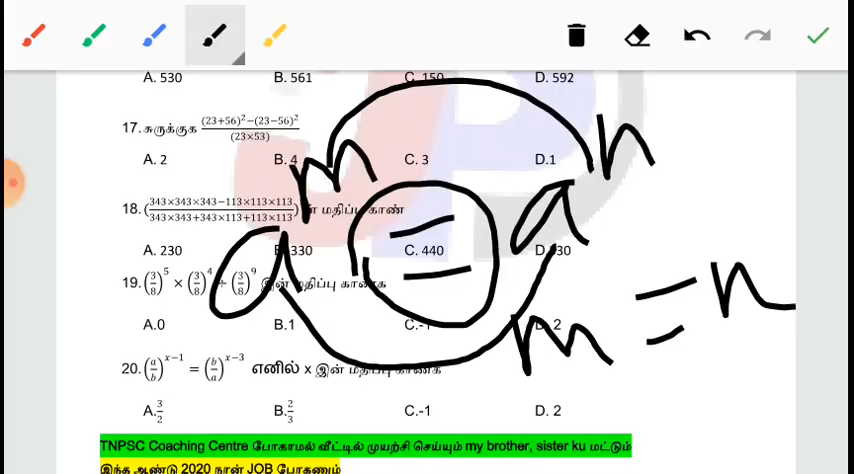 A. 530 B. 561 C. 150 D. 592
17. சுருக்குக (23+56)²−(23−56)² / (23×53)
A. 2 B. 4 C. 3 D.1
18. (343×343×343−113×113×113 / 343×343+343×113+113×113) ன் மதிப்பு காண்
A. 230 330 C. 440 D 30
19. (3/8)⁵ × (3/8)⁴ ÷ (3/8)⁹ இன் மதிப்பு காண்க
A.0 B.1 C.-1 D. 2
20. (a/b)ˣ⁻¹ = (b/a)ˣ⁻³ எனில் x இன் மதிப்பு காண்க
A.3/2 B.2/3 C.-1 D. 2
TNPSC Coaching Centre போகாமல் வீட்டில் முயற்சி செய்யும் my brother, sister ku மட்டும்
இந்த ஆண்டு 2020 நான் JOB போகணும்
aᵐ = aⁿ
m = n